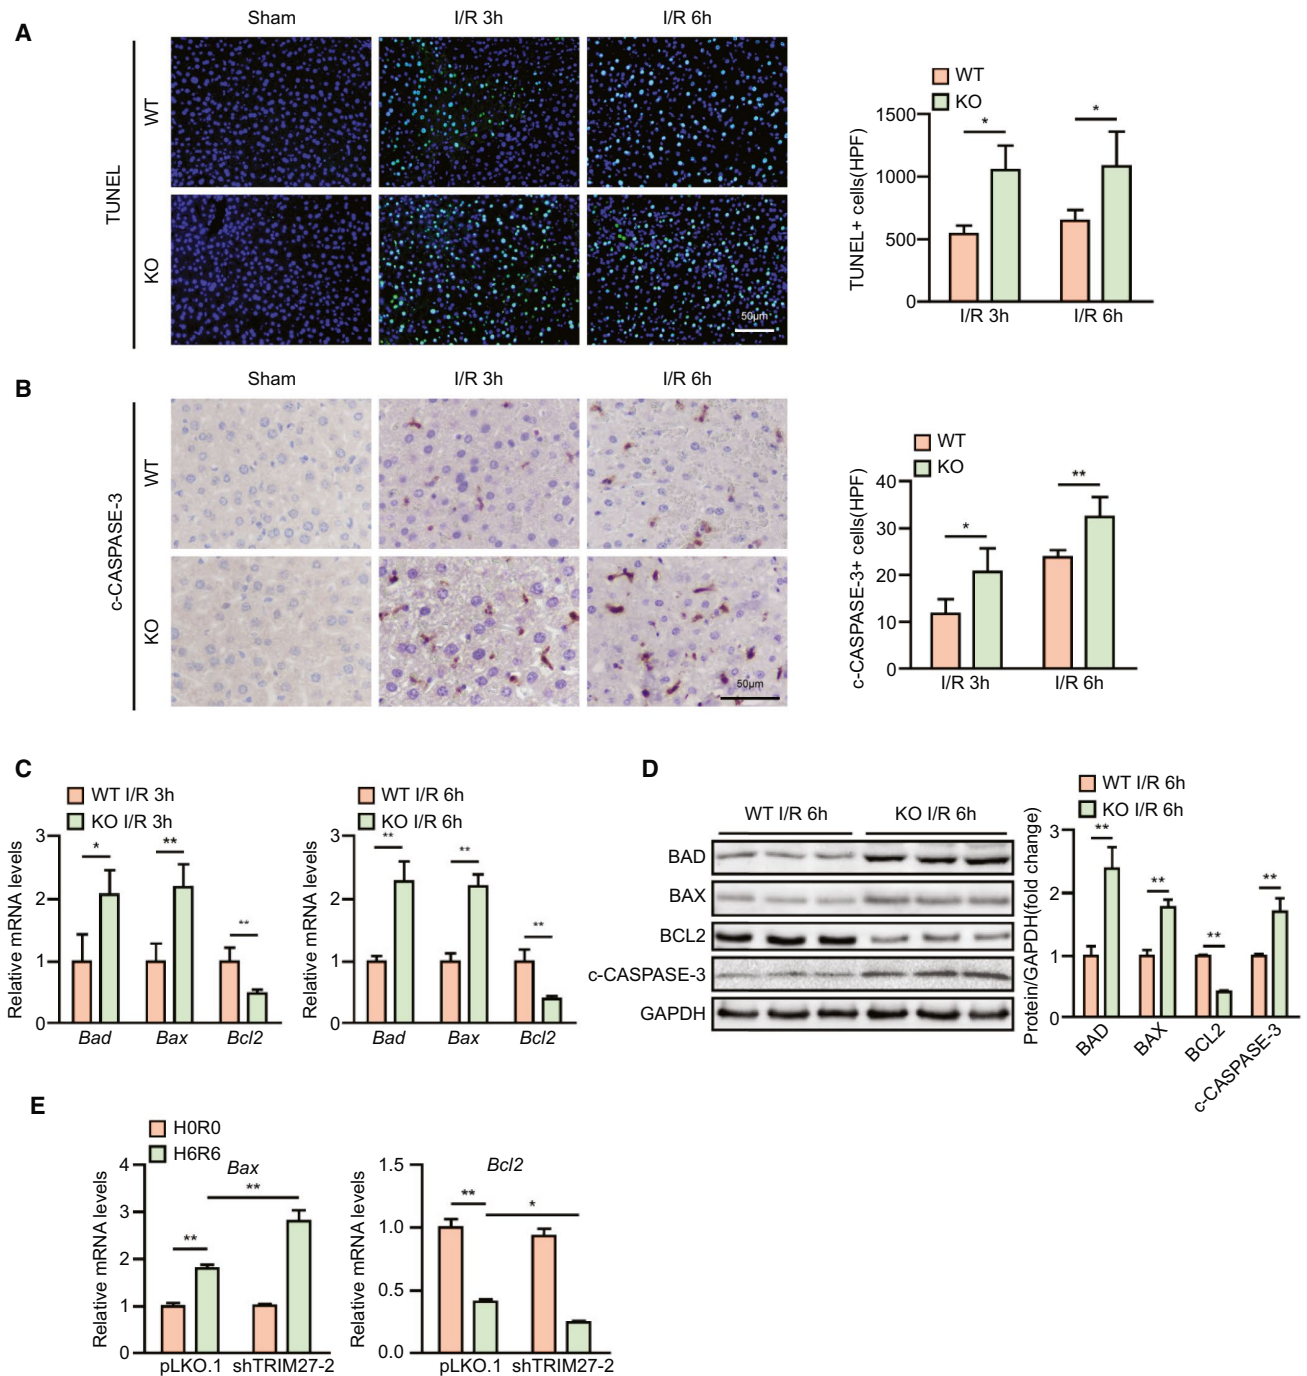 A
Sham
I/R 3h
I/R 6h
TUNEL
WT
KO
50μm
WT
KO
TUNEL+ cells(HPF)
1500
1000
500
0
*
*
I/R 3h
I/R 6h
B
Sham
I/R 3h
I/R 6h
c-CASPASE-3
WT
KO
50μm
WT
KO
c-CASPASE-3+ cells(HPF)
40
30
20
10
0
*
**
I/R 3h
I/R 6h
C
WT I/R 3h
KO I/R 3h
Relative mRNA levels
3
2
1
0
*
**
**
Bad
Bax
Bcl2
WT I/R 6h
KO I/R 6h
Relative mRNA levels
3
2
1
0
**
**
**
Bad
Bax
Bcl2
D
WT I/R 6h
KO I/R 6h
BAD
BAX
BCL2
c-CASPASE-3
GAPDH
WT I/R 6h
KO I/R 6h
Protein/GAPDH(fold change)
3
2
1
0
**
**
**
**
BAD
BAX
BCL2
c-CASPASE-3
E
H0R0
H6R6
Bax
Relative mRNA levels
4
3
2
1
0
**
**
pLKO.1
shTRIM27-2
Bcl2
Relative mRNA levels
1.5
1.0
0.5
0.0
**
*
pLKO.1
shTRIM27-2